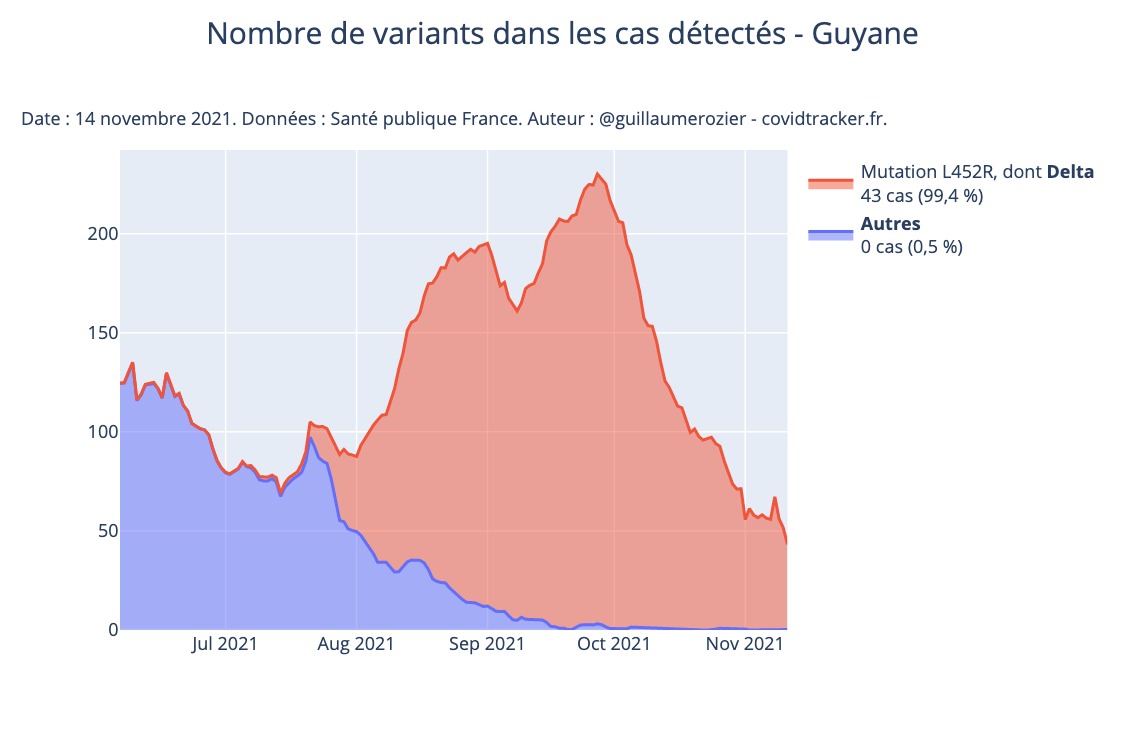 Nombre de variants dans les cas détectés - Guyane
Date : 14 novembre 2021. Données : Santé publique France. Auteur : @guillaumerozier - covidtracker.fr.
Mutation L452R, dont Delta
43 cas (99,4 %)
Autres
0 cas (0,5 %)
200
150
100
50
0
Jul 2021
Aug 2021
Sep 2021
Oct 2021
Nov 2021